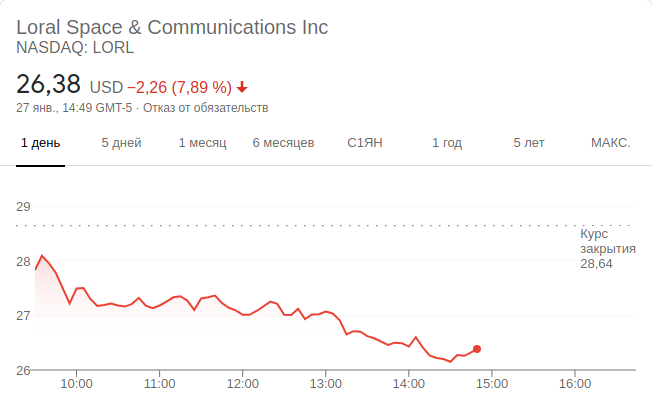 Loral Space & Communications Inc
NASDAQ: LORL
26,38 USD −2,26 (7,89 %)
27 янв., 14:49 GMT-5 · Отказ от обязательств
1 день 5 дней 1 месяц 6 месяцев С1ЯН 1 год 5 лет МАКС.
29
Курс
закрытия
28,64
28
27
26
10:00 11:00 12:00 13:00 14:00 15:00 16:00